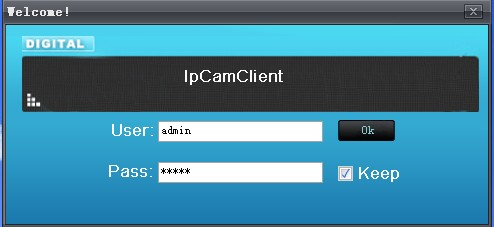 Welcome!
DIGITAL
IpCamClient
User: admin
Ok
Pass: *****
Keep